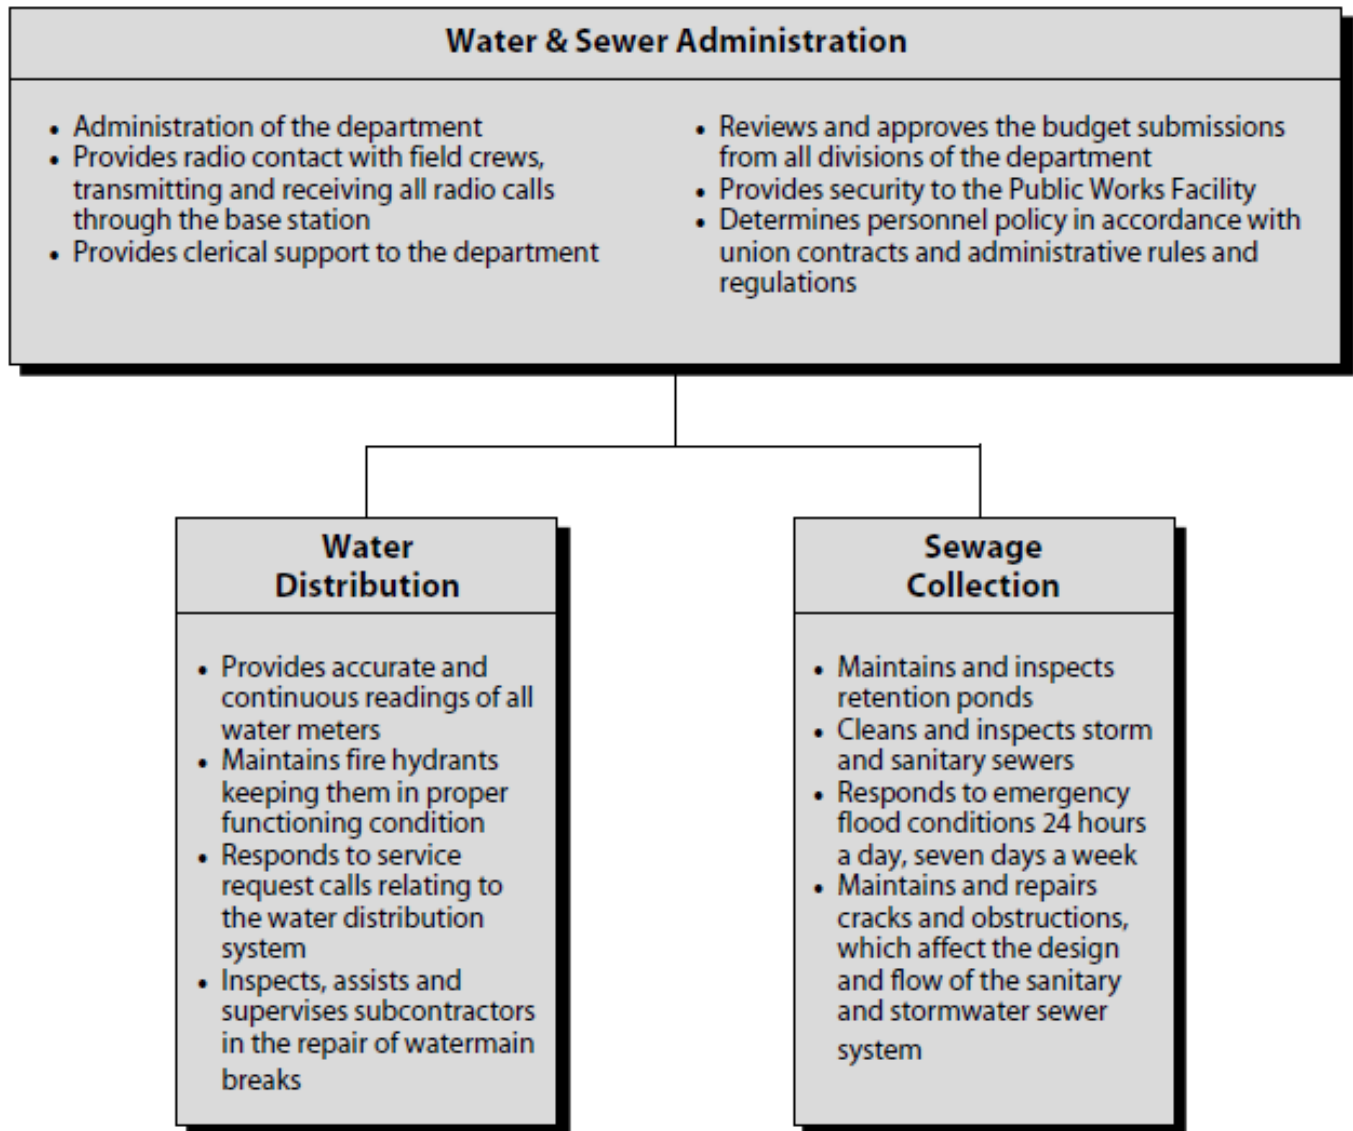 Water & Sewer Administration
• Administration of the department
• Provides radio contact with field crews,
transmitting and receiving all radio calls
through the base station
• Provides clerical support to the department
• Reviews and approves the budget submissions
from all divisions of the department
• Provides security to the Public Works Facility
• Determines personnel policy in accordance with
union contracts and administrative rules and
regulations
Water
Distribution
• Provides accurate and
continuous readings of all
water meters
• Maintains fire hydrants
keeping them in proper
functioning condition
• Responds to service
request calls relating to
the water distribution
system
• Inspects, assists and
supervises subcontractors
in the repair of watermain
breaks
Sewage
Collection
• Maintains and inspects
retention ponds
• Cleans and inspects storm
and sanitary sewers
• Responds to emergency
flood conditions 24 hours
a day, seven days a week
• Maintains and repairs
cracks and obstructions,
which affect the design
and flow of the sanitary
and stormwater sewer
system